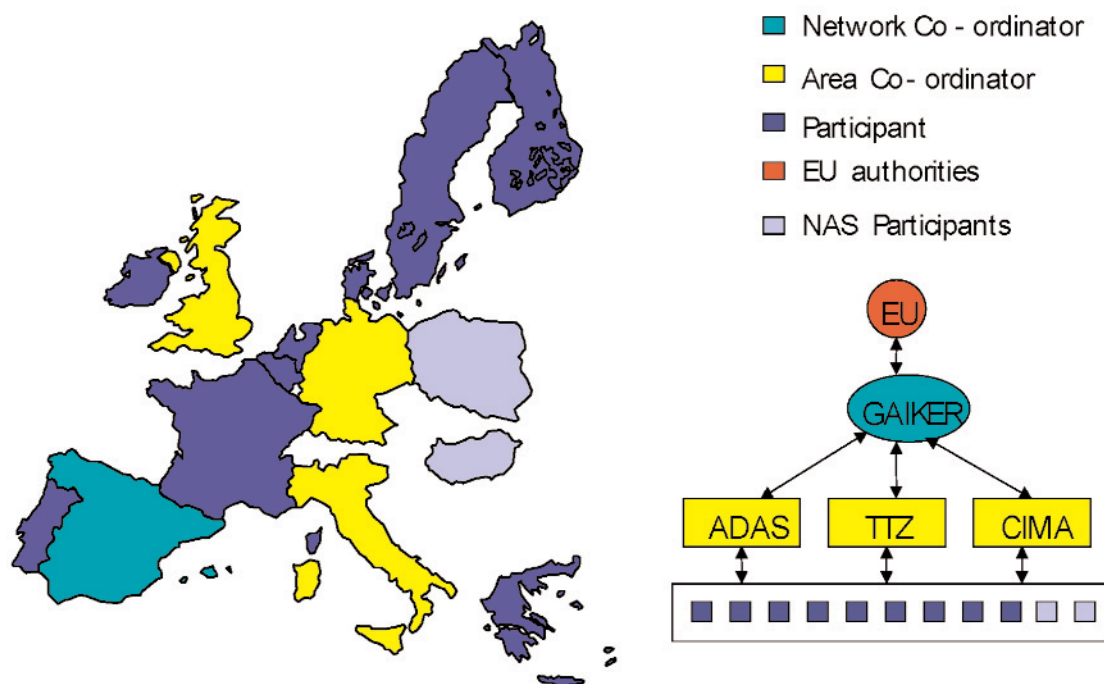 Network Co - ordinator
Area Co - ordinator
Participant
EU authorities
NAS Participants
EU
GAIKER
ADAS TTZ CIMA